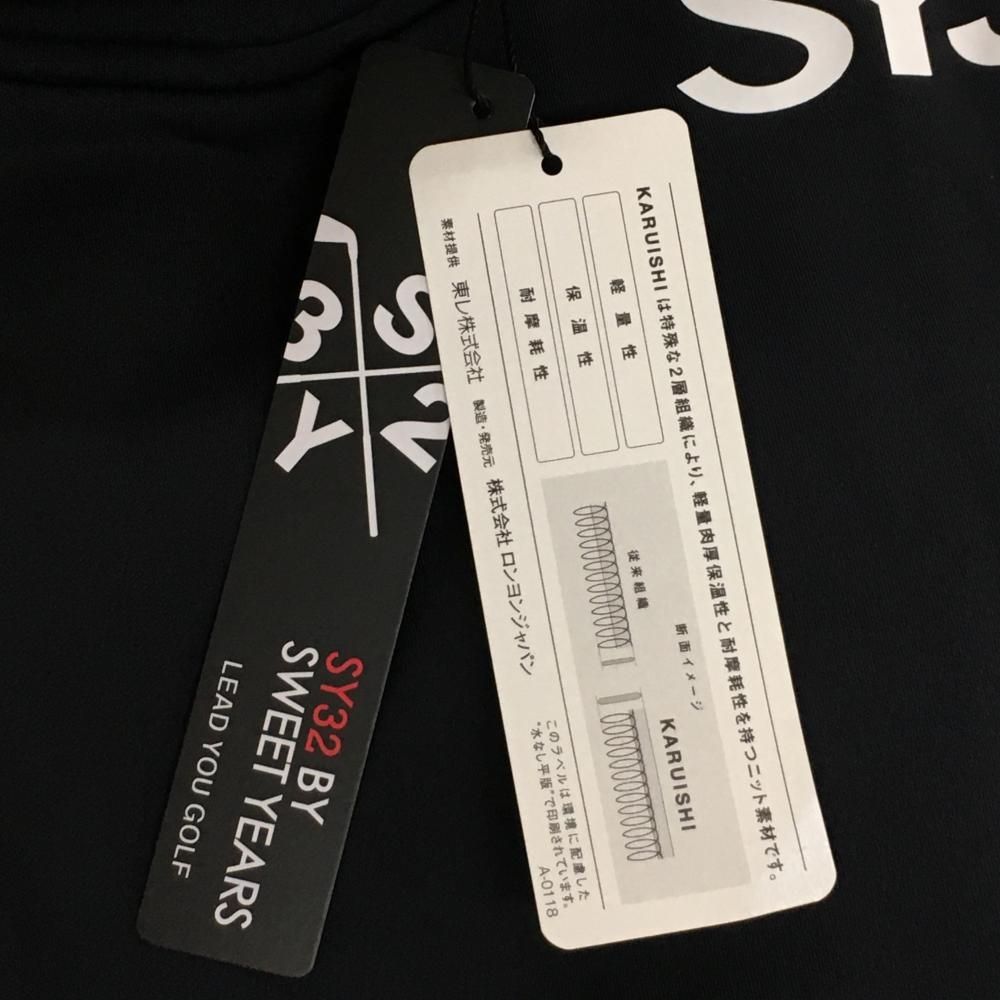 SY3
S
3
2
Y
SY32 BY
SWEET YEARS
LEAD YOU GOLF
KARUISHIは特殊な2層組織により、軽量肉厚保温性と耐摩耗性を持つニット素材です。
軽量性
保温性
耐摩耗性
断面イメージ
従来組織
KARUISHI
素材提供 東レ株式会社 製造・発売元 株式会社ロンヨンジャパン
このラベルは環境に配慮した
"水なし平版"で印刷されています。
A-0118